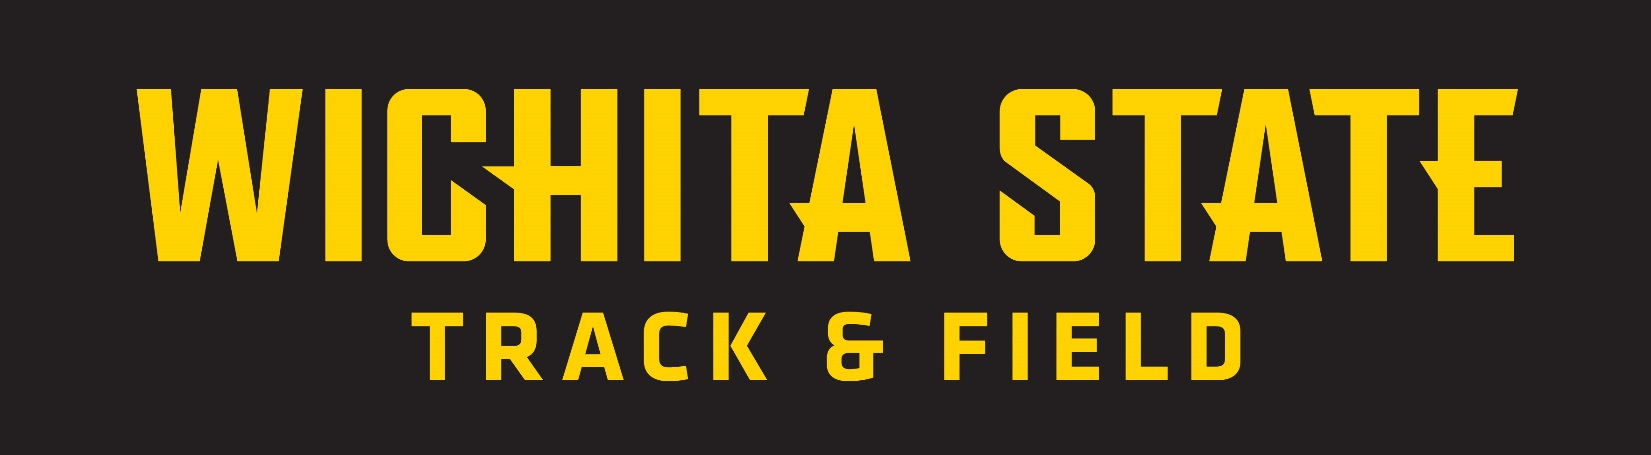 WICHITA STATE
TRACK & FIELD